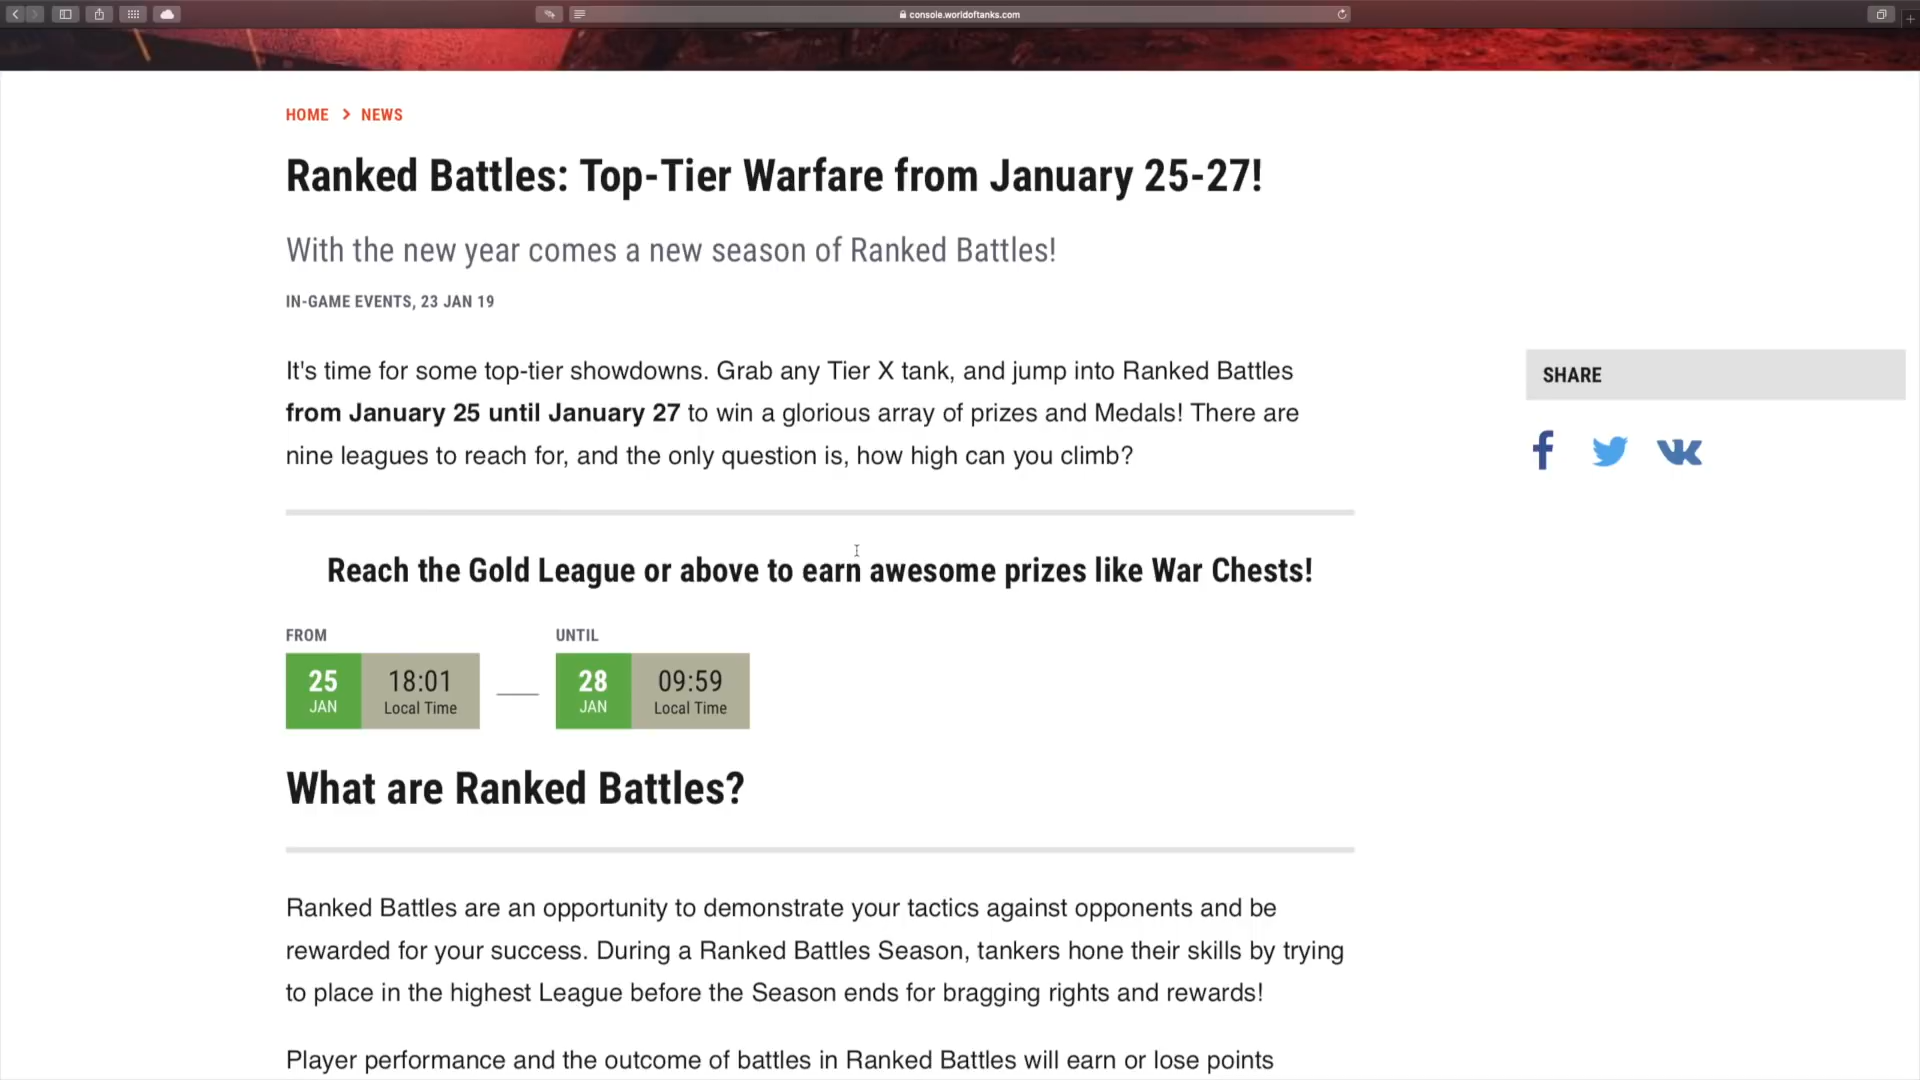 console.worldoftanks.com
HOME > NEWS
Ranked Battles: Top-Tier Warfare from January 25-27!
With the new year comes a new season of Ranked Battles!
IN-GAME EVENTS, 23 JAN 19
It's time for some top-tier showdowns. Grab any Tier X tank, and jump into Ranked Battles
from January 25 until January 27 to win a glorious array of prizes and Medals! There are
nine leagues to reach for, and the only question is, how high can you climb?
SHARE
Reach the Gold League or above to earn awesome prizes like War Chests!
FROM UNTIL
25 18:01 28 09:59
JAN Local Time JAN Local Time
What are Ranked Battles?
Ranked Battles are an opportunity to demonstrate your tactics against opponents and be
rewarded for your success. During a Ranked Battles Season, tankers hone their skills by trying
to place in the highest League before the Season ends for bragging rights and rewards!
Player performance and the outcome of battles in Ranked Battles will earn or lose points